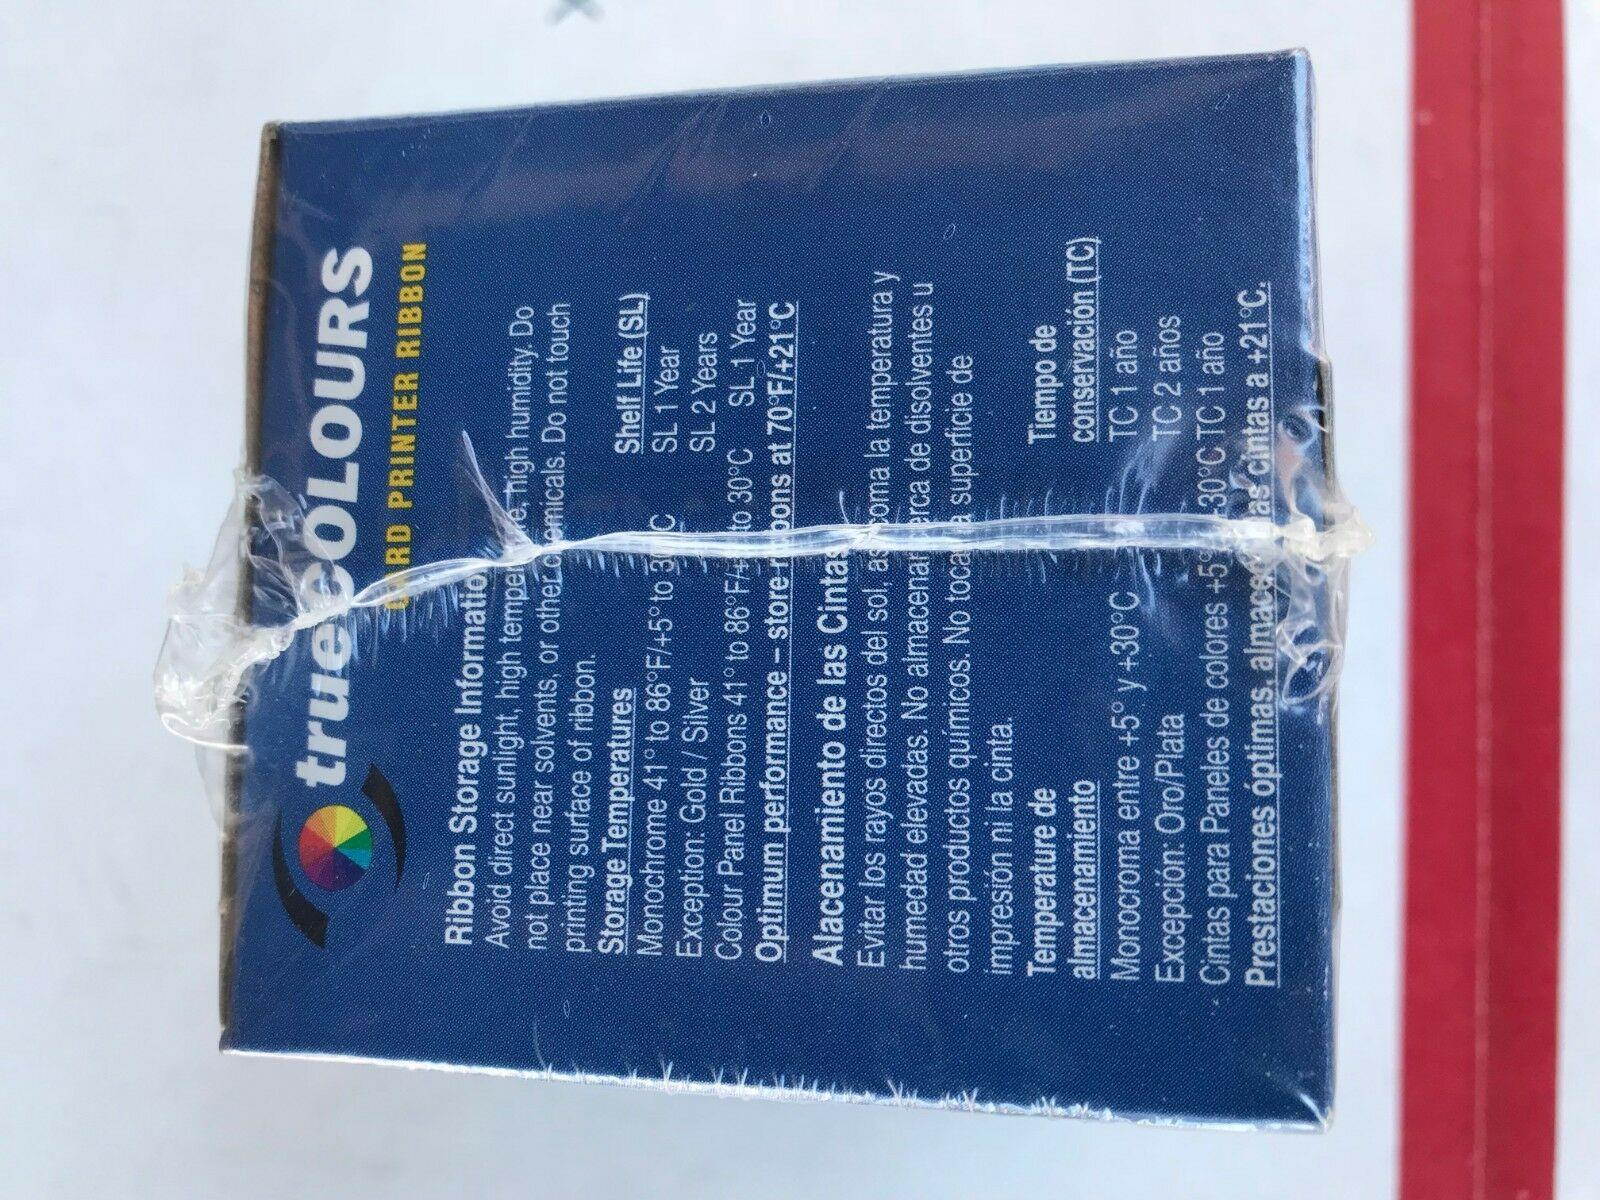 trueCOLOURS
CARD PRINTER RIBBON
Ribbon Storage Information
Avoid direct sunlight, high temperature, high humidity. Do
not place near solvents, or other chemicals. Do not touch
printing surface of ribbon.
Storage Temperatures Shelf Life (SL)
Monochrome 41° to 86°F/+5° to 30°C SL 1 Year
Exception: Gold / Silver SL 2 Years
Colour Panel Ribbons 41° to 86°F/+5° to 30°C SL 1 Year
Optimum performance – store ribbons at 70°F/+21°C
Alacenamiento de las Cintas
Evitar los rayos directos del sol, así coma la temperatura y
humedad elevadas. No almacenar cerca de disolventes u
otros productos químicos. No tocar la superficie de
impresión ni la cinta.
Temperature de Tiempo de
almacenamiento conservación (TC)
Monocroma entre +5° y +30°C TC 1 año
Excepción: Oro/Plata TC 2 años
Cintas para Paneles de colores +5° +30°C TC 1 año
Prestaciones óptimas, almacenar las cintas a +21°C.